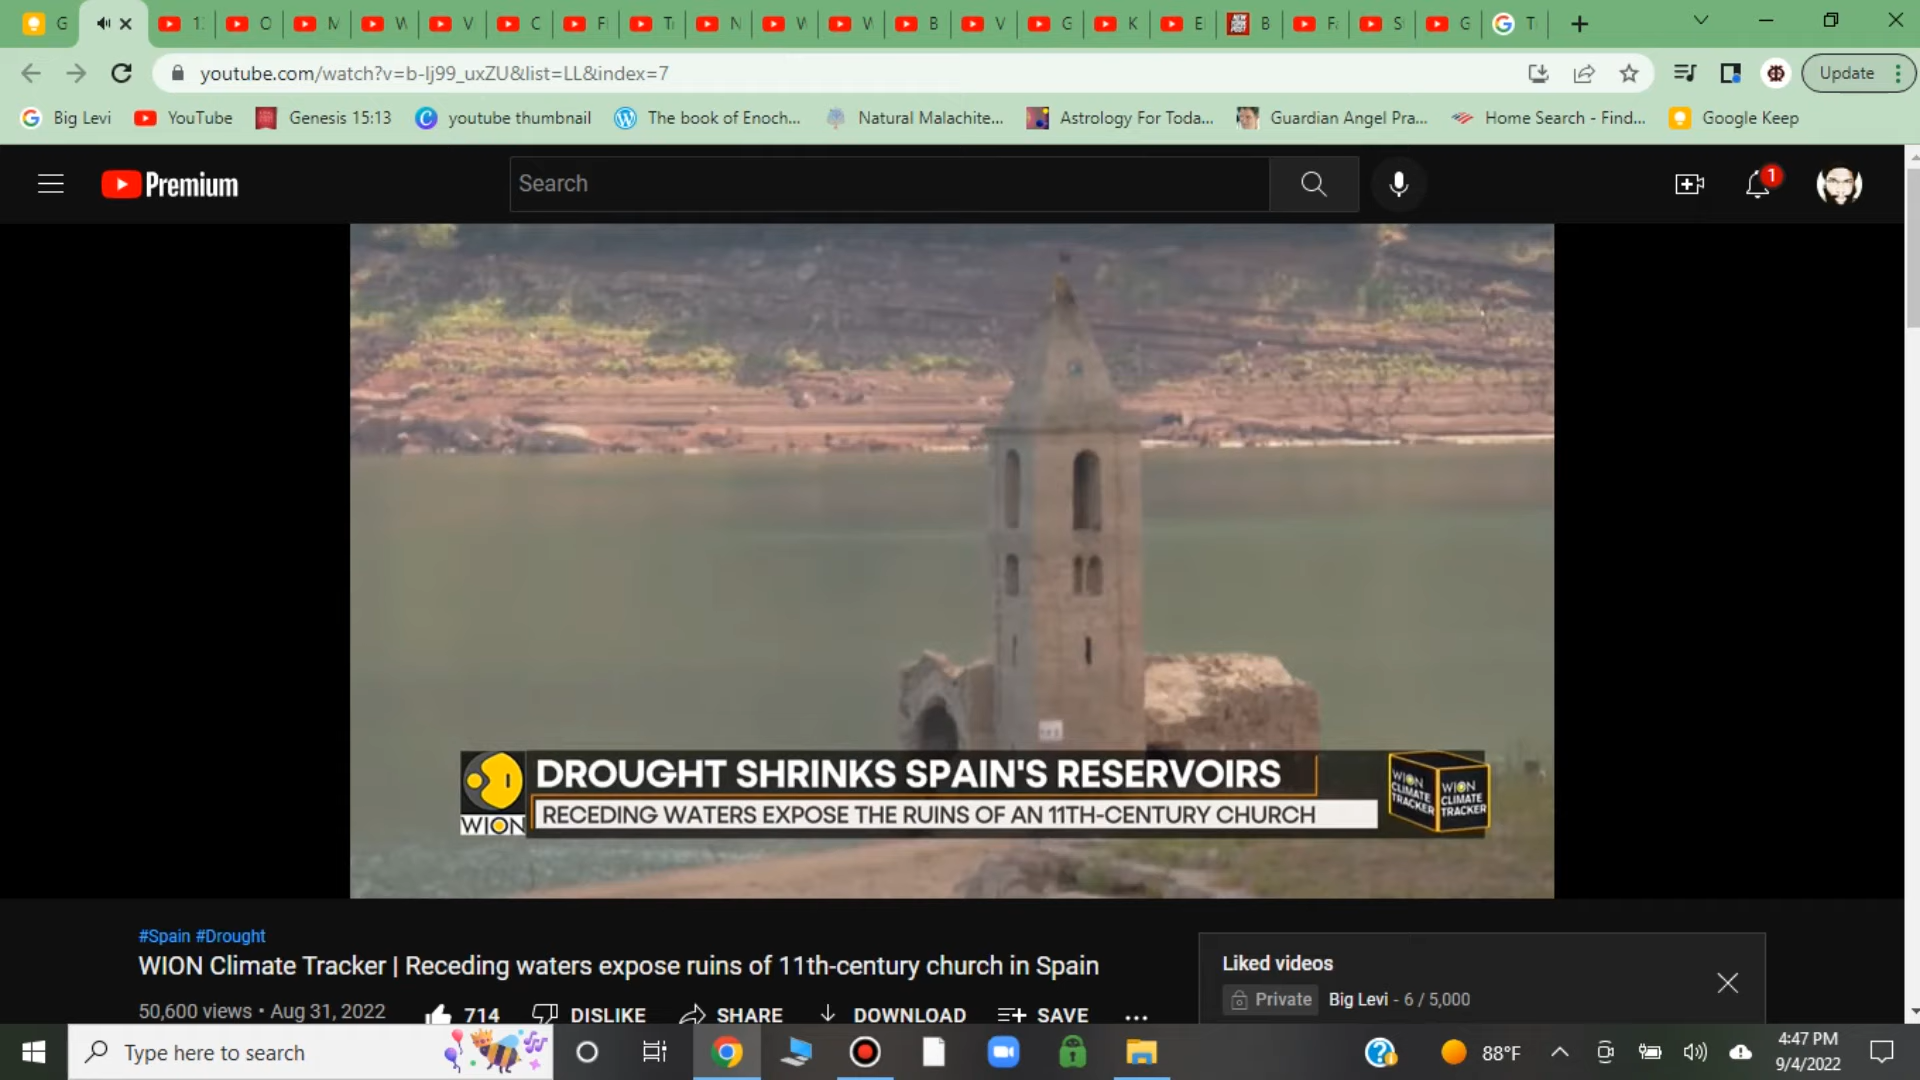 G
1
O
M
W
V
C
F
Tr
N
W
W
B
V
G
K
E
B
Fa
S
G
T
youtube.com/watch?v=b-Ij99_uxZU&list=LL&index=7
Update
Big Levi
YouTube
Genesis 15:13
youtube thumbnail
The book of Enoch...
Natural Malachite...
Astrology For Toda...
Guardian Angel Pra...
Home Search - Find...
Google Keep
Premium
Search
1
DROUGHT SHRINKS SPAIN'S RESERVOIRS
RECEDING WATERS EXPOSE THE RUINS OF AN 11TH-CENTURY CHURCH
WION
WION CLIMATE TRACKER
WION CLIMATE TRACKER
#Spain #Drought
WION Climate Tracker | Receding waters expose ruins of 11th-century church in Spain
50,600 views • Aug 31, 2022
714
DISLIKE
SHARE
DOWNLOAD
SAVE
Liked videos
Private
Big Levi - 6 / 5,000
Type here to search
88°F
4:47 PM
9/4/2022